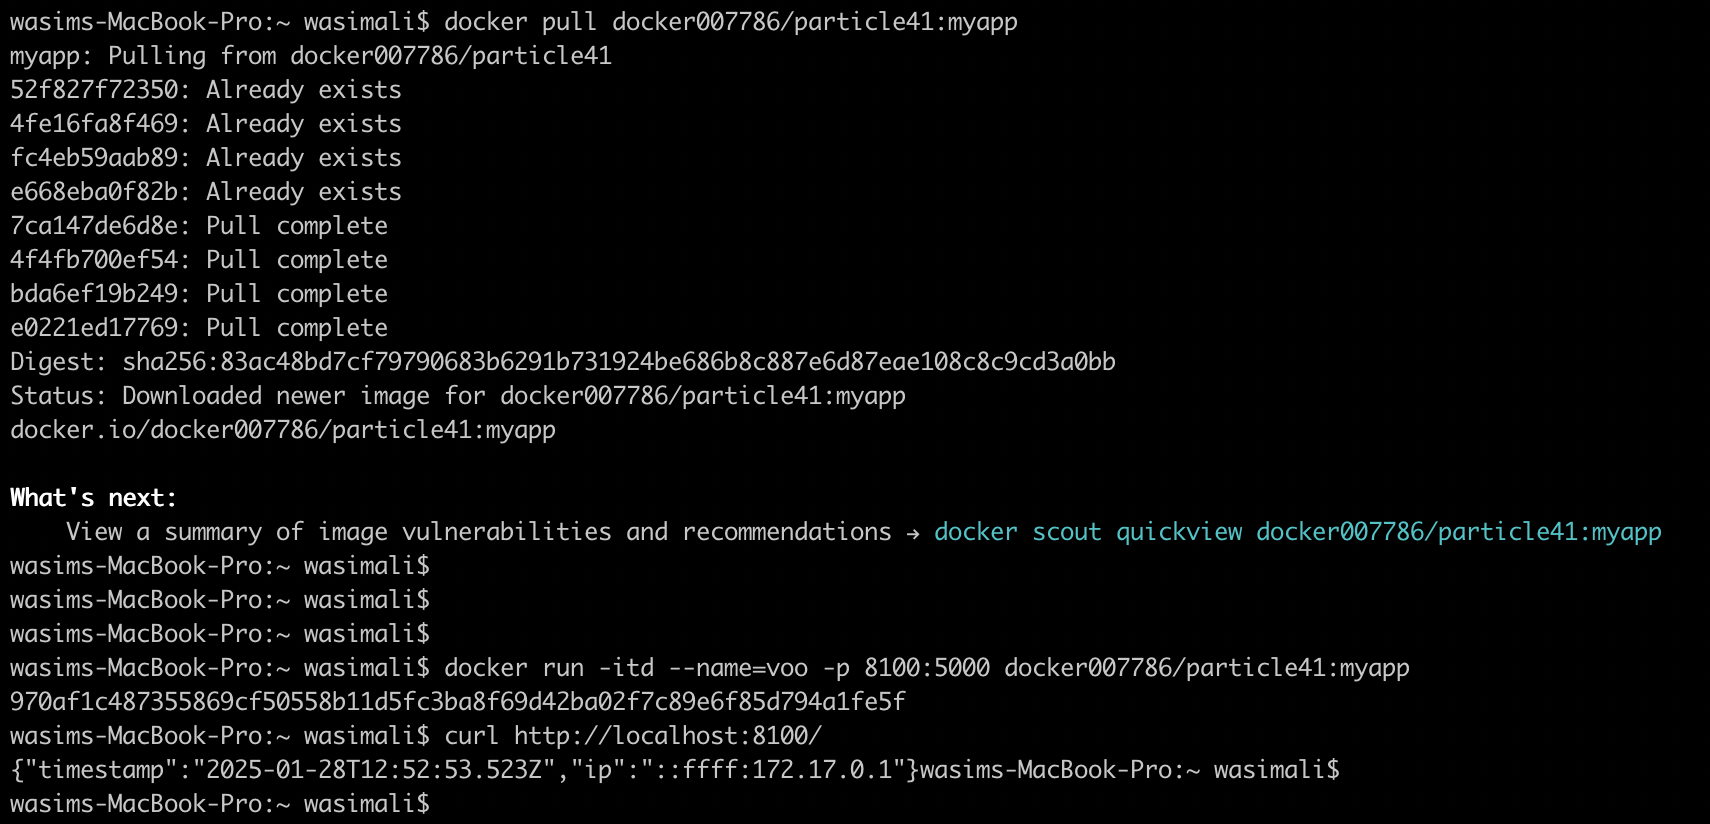 wasims-MacBook-Pro:~ wasimali$ docker pull docker007786/particle41:myapp
myapp: Pulling from docker007786/particle41
52f827f72350: Already exists
4fe16fa8f469: Already exists
fc4eb59aab89: Already exists
e668eba0f82b: Already exists
7ca147de6d8e: Pull complete
4f4fb700ef54: Pull complete
bda6ef19b249: Pull complete
e0221ed17769: Pull complete
Digest: sha256:83ac48bd7cf79790683b6291b731924be686b8c887e6d87eae108c8c9cd3a0bb
Status: Downloaded newer image for docker007786/particle41:myapp
docker.io/docker007786/particle41:myapp
What's next:
    View a summary of image vulnerabilities and recommendations → docker scout quickview docker007786/particle41:myapp
wasims-MacBook-Pro:~ wasimali$
wasims-MacBook-Pro:~ wasimali$
wasims-MacBook-Pro:~ wasimali$
wasims-MacBook-Pro:~ wasimali$ docker run -itd --name=voo -p 8100:5000 docker007786/particle41:myapp
970af1c487355869cf50558b11d5fc3ba8f69d42ba02f7c89e6f85d794a1fe5f
wasims-MacBook-Pro:~ wasimali$ curl http://localhost:8100/
{"timestamp":"2025-01-28T12:52:53.523Z","ip":"::ffff:172.17.0.1"}wasims-MacBook-Pro:~ wasimali$
wasims-MacBook-Pro:~ wasimali$